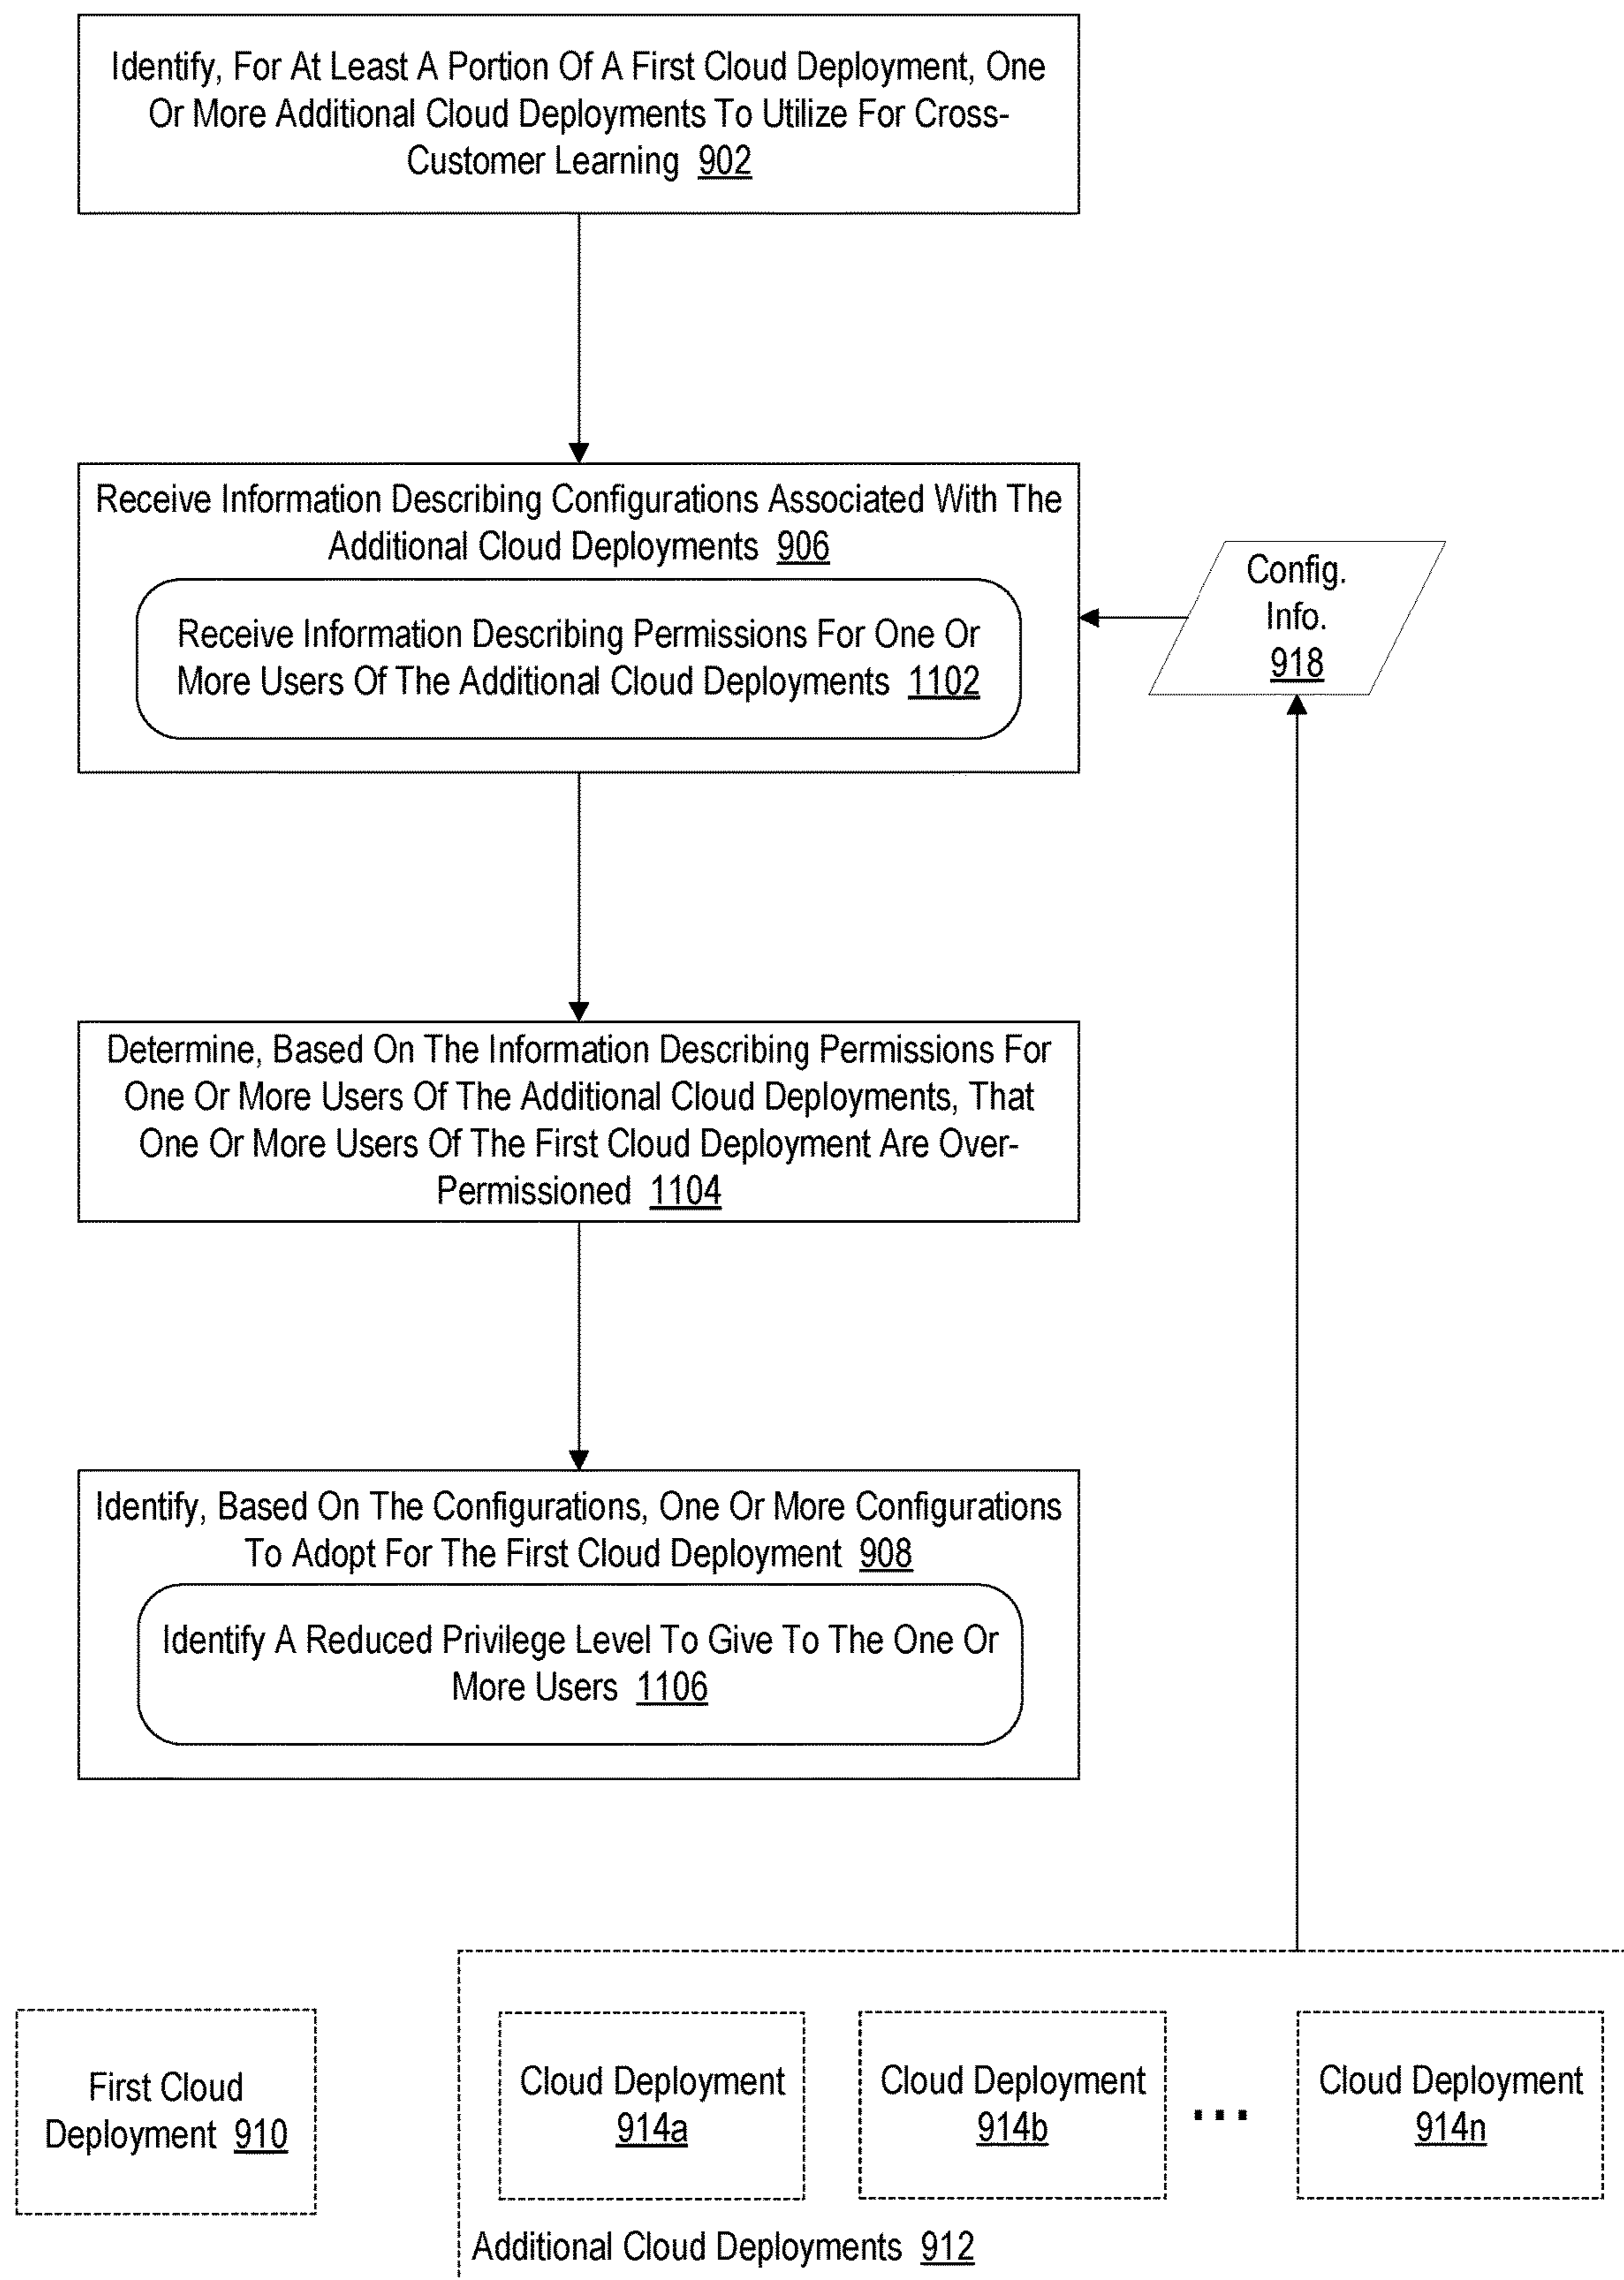 Identify, For At Least A Portion Of A First Cloud Deployment, One
Or More Additional Cloud Deployments To Utilize For Cross-
Customer Learning 902
Receive Information Describing Configurations Associated With The
Additional Cloud Deployments 906
Receive Information Describing Permissions For One Or
More Users Of The Additional Cloud Deployments 1102
Config.
Info.
918
Determine, Based On The Information Describing Permissions For
One Or More Users Of The Additional Cloud Deployments, That
One Or More Users Of The First Cloud Deployment Are Over-
Permissioned 1104
Identify, Based On The Configurations, One Or More Configurations
To Adopt For The First Cloud Deployment 908
Identify A Reduced Privilege Level To Give To The One Or
More Users 1106
First Cloud
Deployment 910
Cloud Deployment
914a
Cloud Deployment
914b
...
Cloud Deployment
914n
Additional Cloud Deployments 912